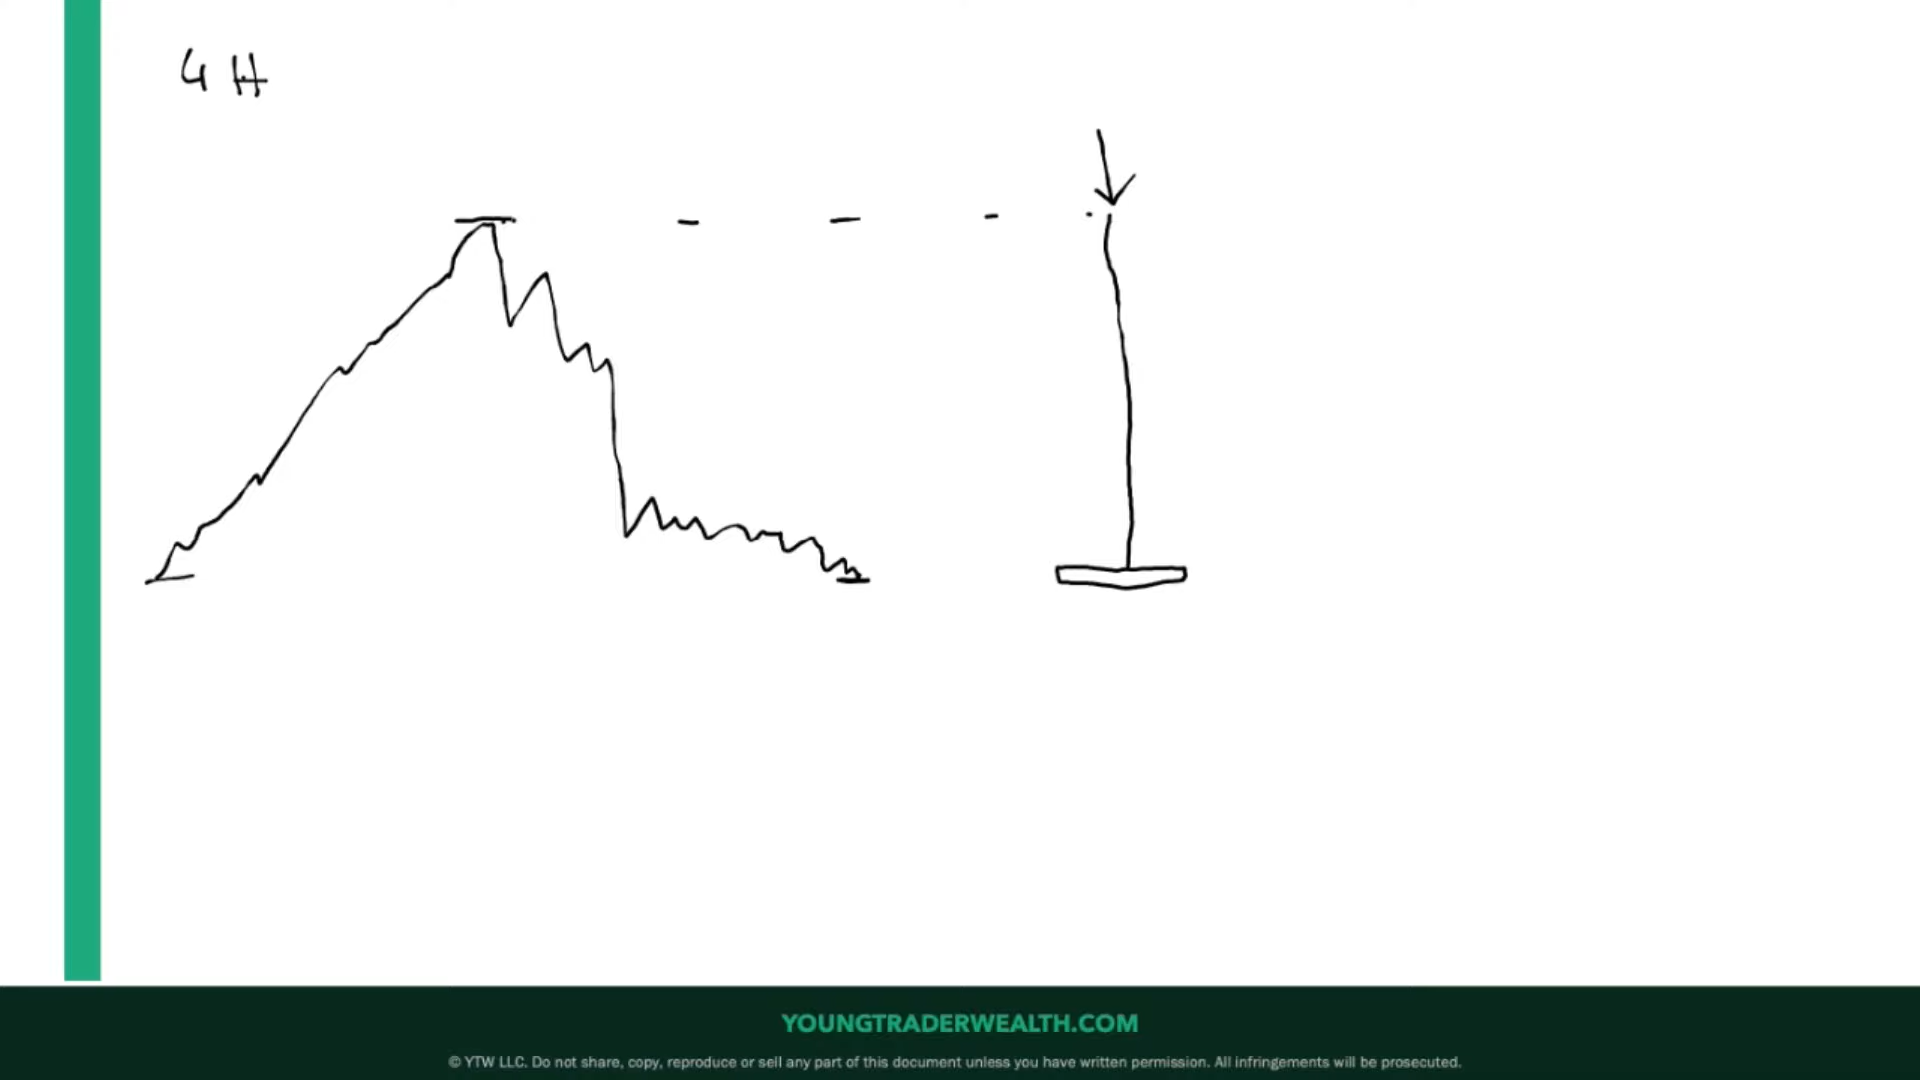 4 H
YOUNGTRADERWEALTH.COM
© YTW LLC. Do not share, copy, reproduce or sell any part of this document unless you have written permission. All infringements will be prosecuted.